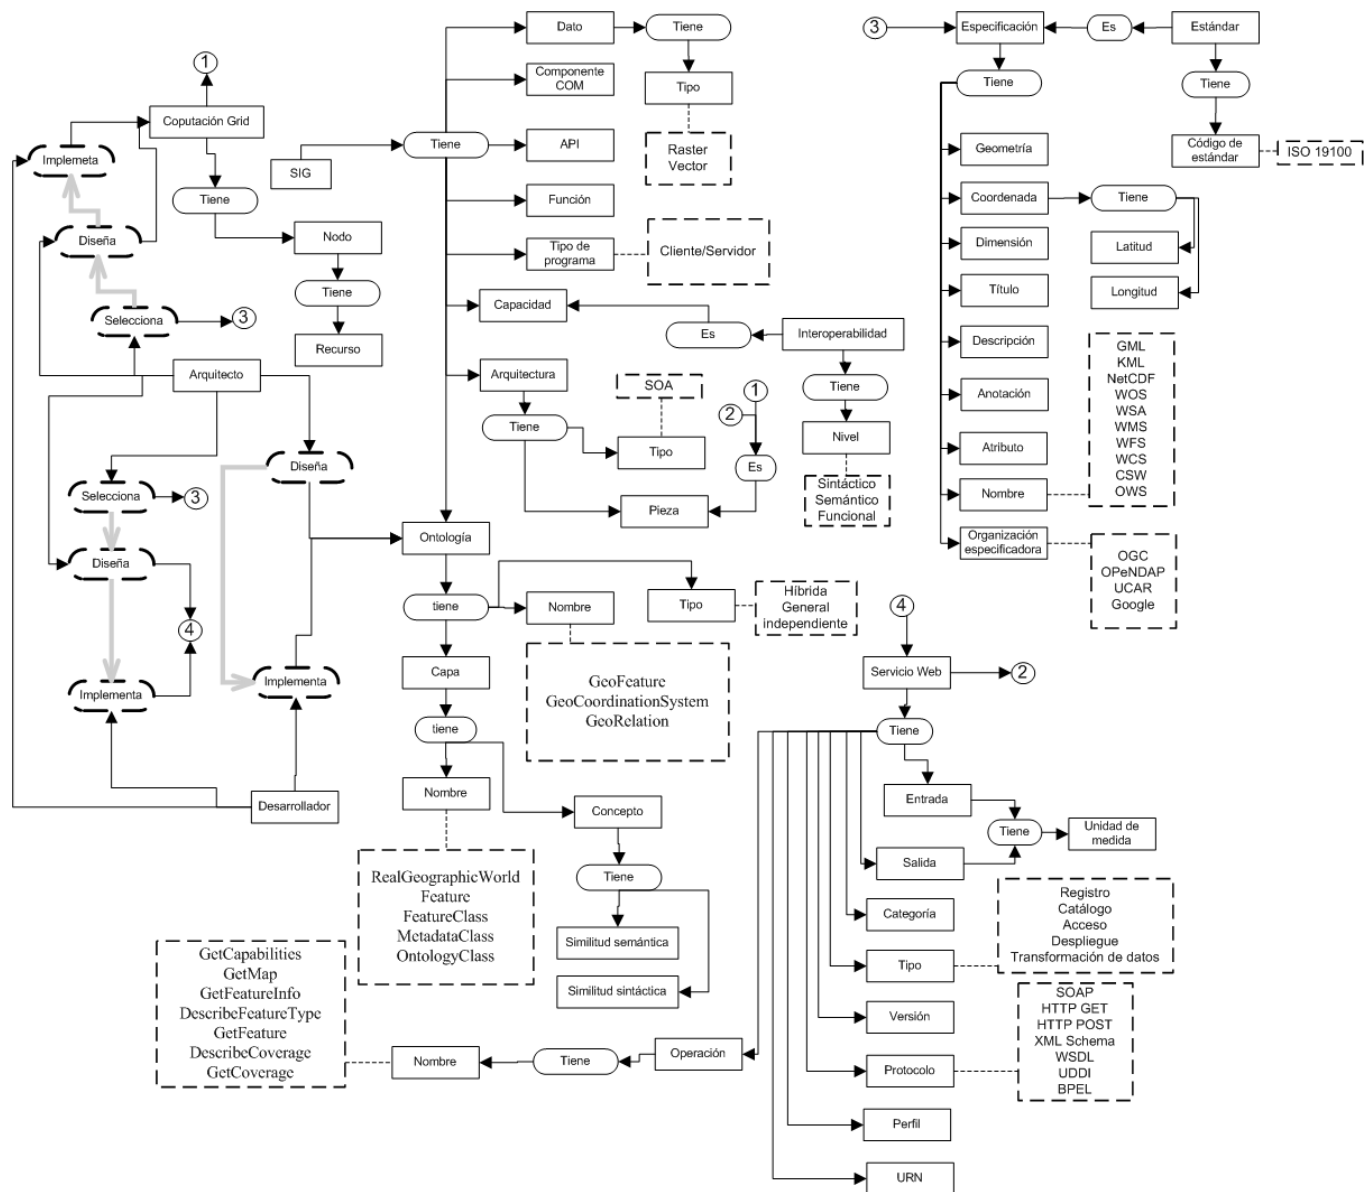 Dato
Tiene
Tipo
Raster
Vector
Componente
COM
API
Función
Tipo de
programa
Cliente/Servidor
SIG
Tiene
Capacidad
Es
Interoperabilidad
Tiene
Nivel
Sintáctico
Semántico
Funcional
Arquitectura
Tiene
SOA
Tipo
1
2
Es
Pieza
1
Coputación Grid
Implemeta
Tiene
Diseña
Nodo
Tiene
Selecciona
3
Recurso
Arquitecto
Diseña
Selecciona
3
Diseña
4
Implementa
Implementa
Desarrollador
Ontología
tiene
Nombre
Tipo
Híbrida
General
independiente
GeoFeature
GeoCoordinationSystem
GeoRelation
Capa
tiene
Nombre
Concepto
Tiene
RealGeographicWorld
Feature
FeatureClass
MetadataClass
OntologyClass
Similitud semántica
Similitud sintáctica
3
Especificación
Es
Estándar
Tiene
Tiene
Código de
estándar
ISO 19100
Geometría
Coordenada
Tiene
Latitud
Longitud
Dimensión
Título
Descripción
Anotación
Atributo
Nombre
GML
KML
NetCDF
WOS
WSA
WMS
WFS
WCS
CSW
OWS
Organización
especificadora
OGC
OPeNDAP
UCAR
Google
4
Servicio Web
2
Tiene
Entrada
Tiene
Unidad de
medida
Salida
Categoría
Tipo
Registro
Catálogo
Acceso
Despliegue
Transformación de datos
Versión
Protocolo
SOAP
HTTP GET
HTTP POST
XML Schema
WSDL
UDDI
BPEL
Perfil
URN
Operación
Tiene
Nombre
GetCapabilities
GetMap
GetFeatureInfo
DescribeFeatureType
GetFeature
DescribeCoverage
GetCoverage